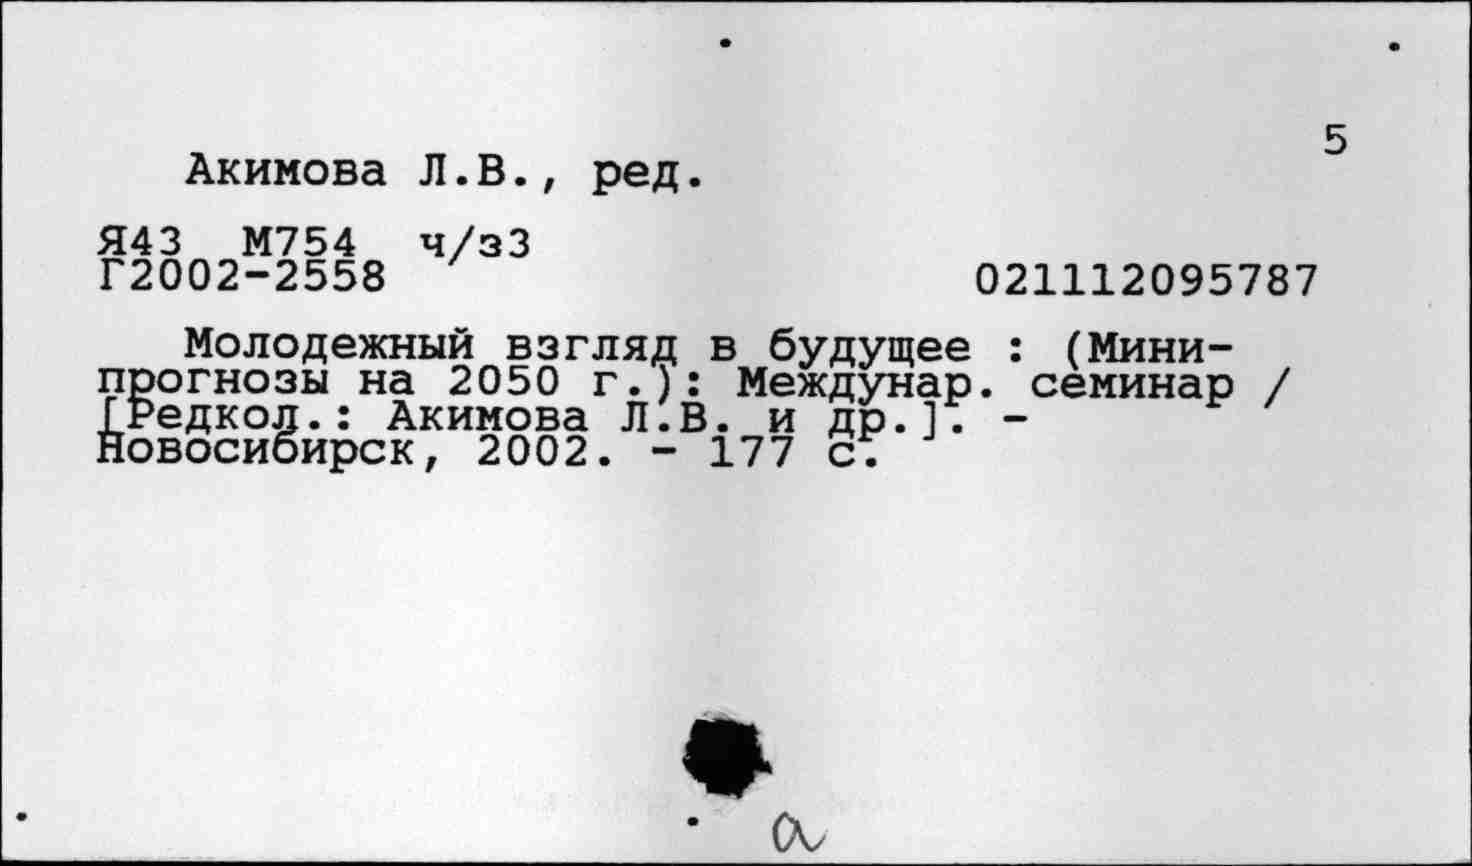 5
Акимова Л.В., ред.
Я43 М754 ч/з3
Г2002-2558 021112095787
Молодежный взгляд в будущее : (Мини-
прогнозы на 2050 г.): Междунар. семинар /
[Редкол.: Акимова Л.В. и др.]. -
Новосибирск, 2002. - 177 с.